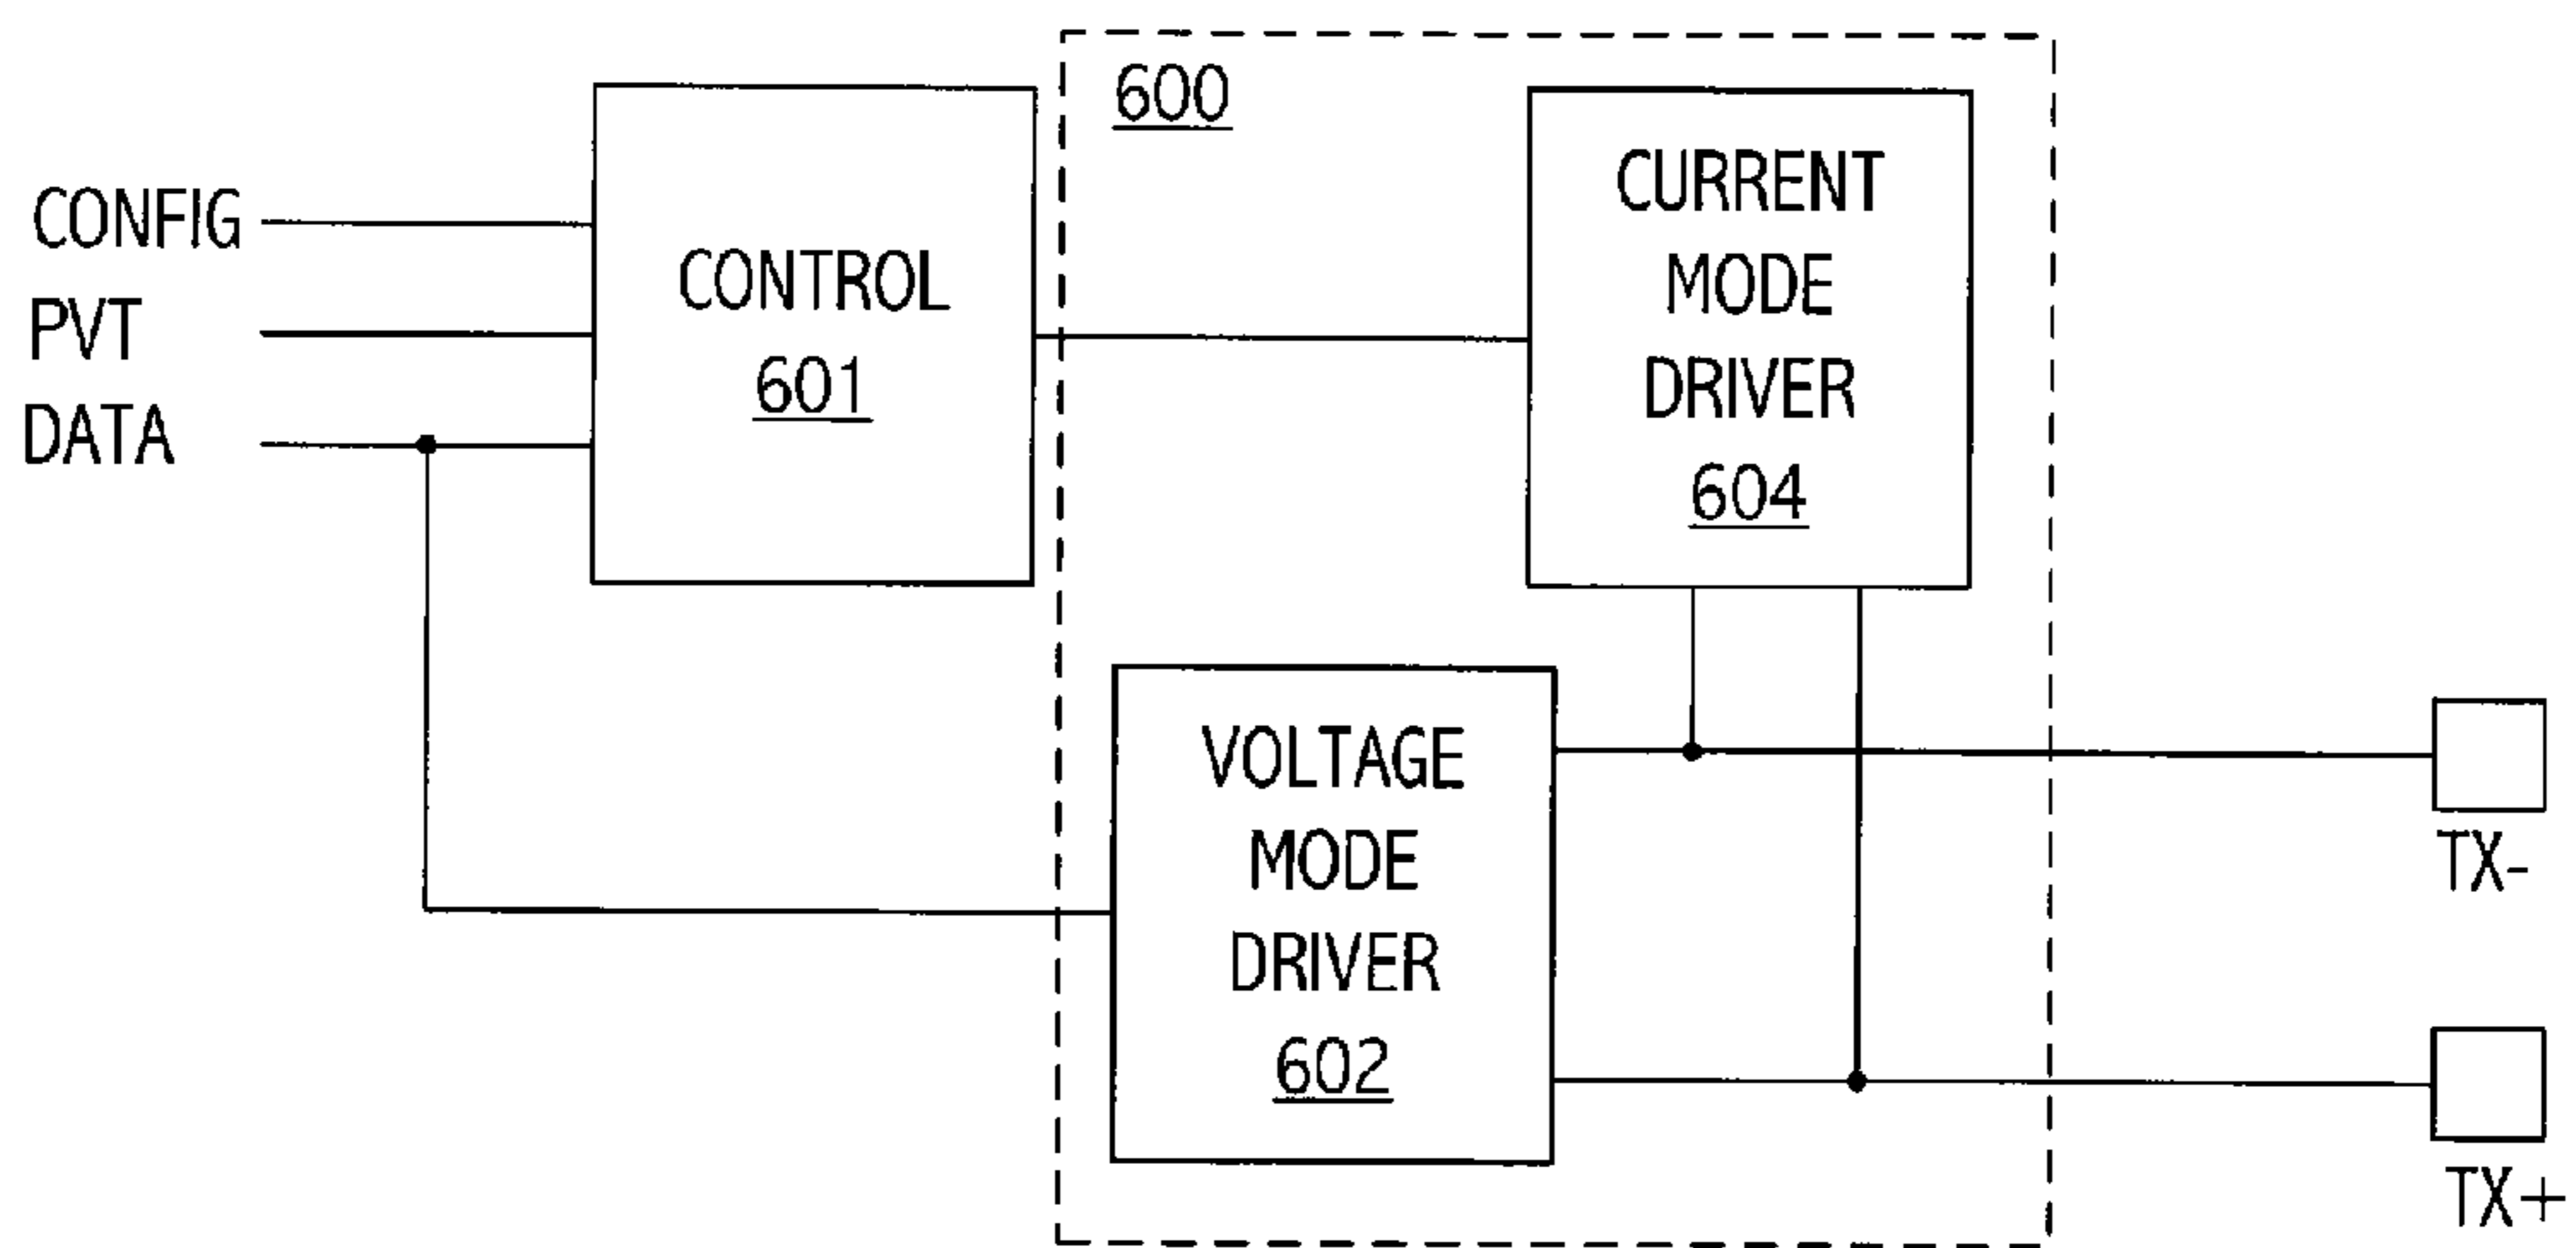 CONFIG
PVT
DATA
CONTROL
601
600
CURRENT
MODE
DRIVER
604
VOLTAGE
MODE
DRIVER
602
TX-
TX+